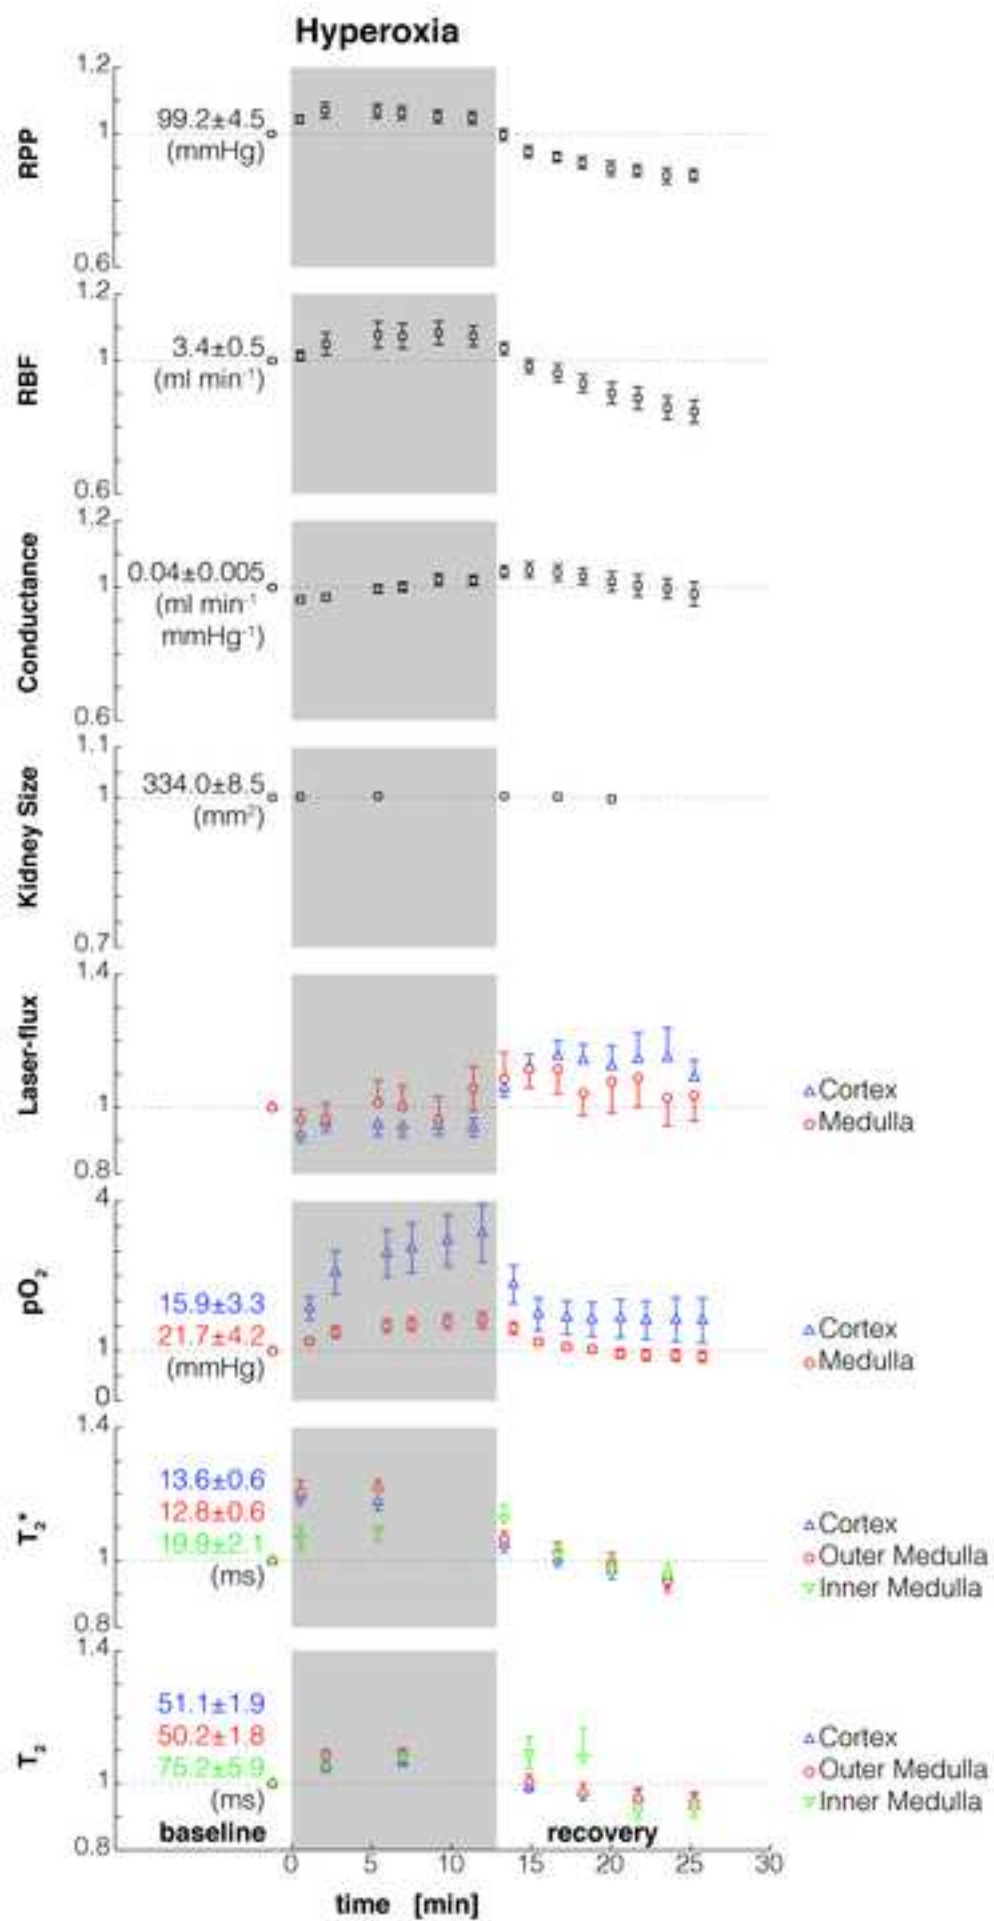 Hyperoxia
RPP
1.2
1
0.6
99.2±4.5
(mmHg)
RBF
1.2
1
0.6
3.4±0.5
(ml min⁻¹)
Conductance
1.2
1
0.6
0.04±0.005
(ml min⁻¹
mmHg⁻¹)
Kidney Size
1.1
1
0.7
334.0±8.5
(mm²)
Laser-flux
1.4
1
0.8
Cortex
Medulla
pO₂
4
1
0
15.9±3.3
21.7±4.2
(mmHg)
Cortex
Medulla
T₂*
1.4
1
0.8
13.6±0.6
12.8±0.6
19.9±2.1
(ms)
Cortex
Outer Medulla
Inner Medulla
T₂
1.4
1
0.8
51.1±1.9
50.2±1.8
75.2±5.9
(ms)
Cortex
Outer Medulla
Inner Medulla
baseline
recovery
0 5 10 15 20 25 30
time [min]